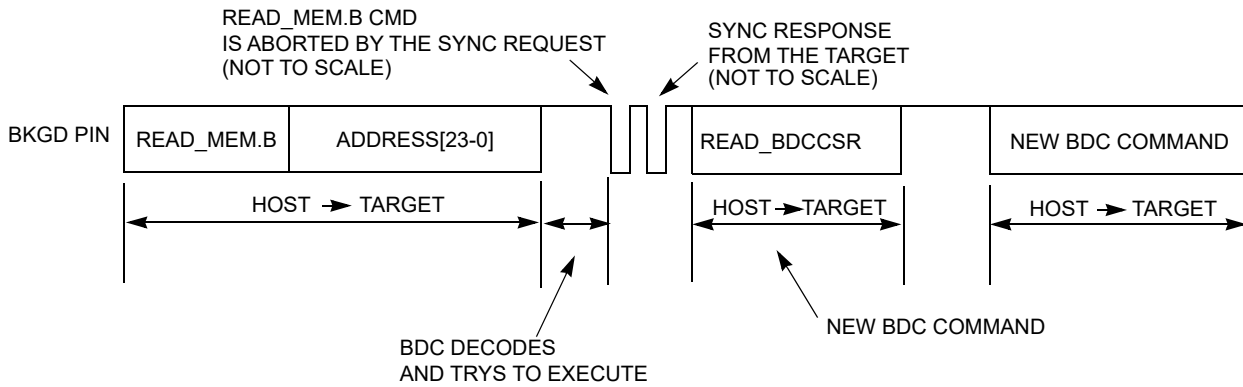 READ_MEM.B CMD
IS ABORTED BY THE SYNC REQUEST
(NOT TO SCALE)
SYNC RESPONSE
FROM THE TARGET
(NOT TO SCALE)
BKGD PIN
READ_MEM.B
ADDRESS[23-0]
READ_BDCCSR
NEW BDC COMMAND
HOST TARGET
HOST TARGET
HOST TARGET
NEW BDC COMMAND
BDC DECODES
AND TRYS TO EXECUTE